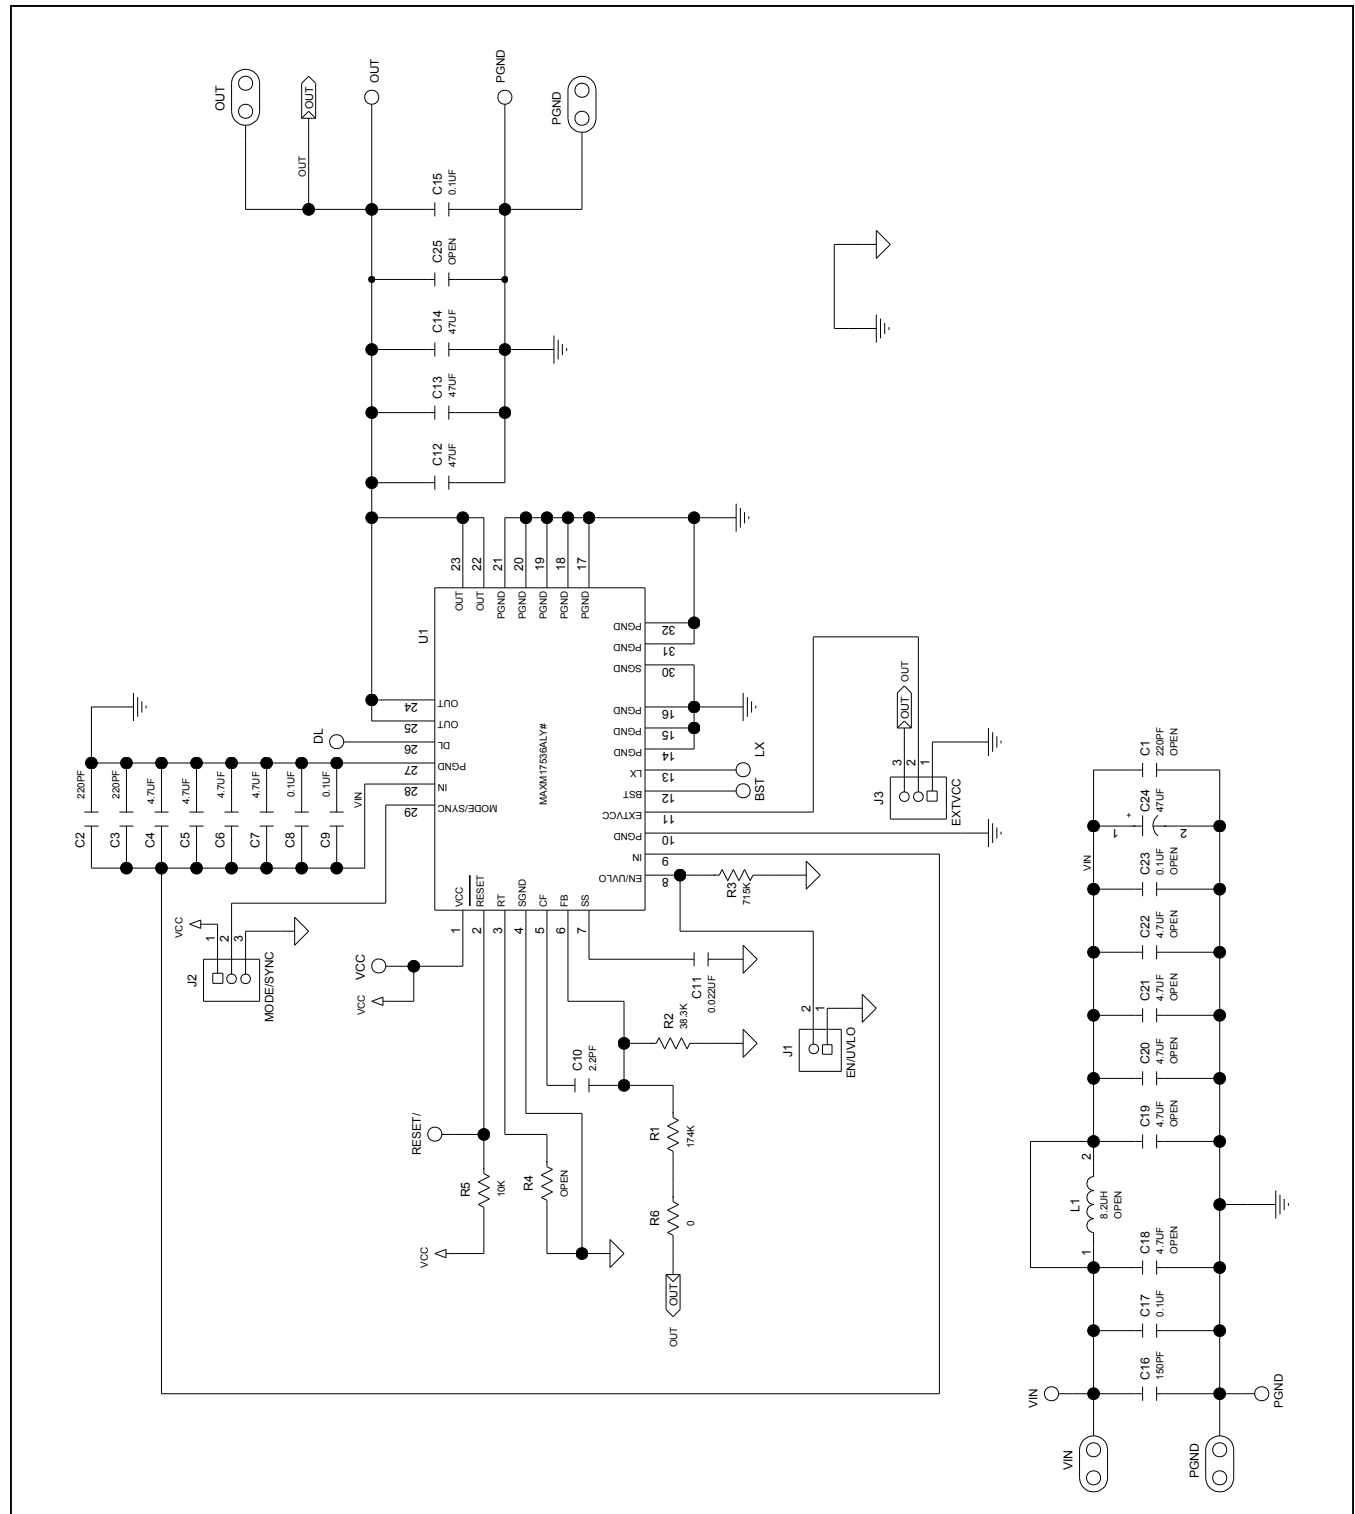 OUT
OUT
OUT
OUT
PGND
PGND
C15
0.1UF
C25
OPEN
C14
47UF
C13
47UF
C12
47UF
23
22
21
20
19
18
17
OUT
OUT
PGND
PGND
PGND
PGND
PGND
U1
MAXM17536ALY#
24
25
26
27
28
29
OUT
OUT
DL
PGND
IN
MODE/SYNC
PGND
PGND
SGND
PGND
PGND
PGND
LX
BST
EXTVCC
PGND
IN
EN/UVLO
32
31
30
16
15
14
13
12
11
10
9
8
VCC
RESET
RT
SGND
CF
FB
SS
1
2
3
4
5
6
7
DL
VIN
220PF
220PF
4.7UF
4.7UF
4.7UF
4.7UF
0.1UF
0.1UF
C2
C3
C4
C5
C6
C7
C8
C9
VCC
1
2
3
J2
MODE/SYNC
VCC
VCC
LX
BST
OUT
OUT
3
2
1
J3
EXTVCC
R3
715K
C11
0.022UF
2
1
J1
EN/UVLO
R2
38.3K
C10
2.2PF
RESET/
R5
10K
VCC
R4
OPEN
R1
174K
R6
0
OUT
OUT
C1
220PF
OPEN
C24
47UF
+
1
2
VIN
C23
0.1UF
OPEN
C22
4.7UF
OPEN
C21
4.7UF
OPEN
C20
4.7UF
OPEN
C19
4.7UF
OPEN
2
L1
8.2UH
OPEN
1
C18
4.7UF
OPEN
C17
0.1UF
C16
150PF
VIN
PGND
VIN
PGND